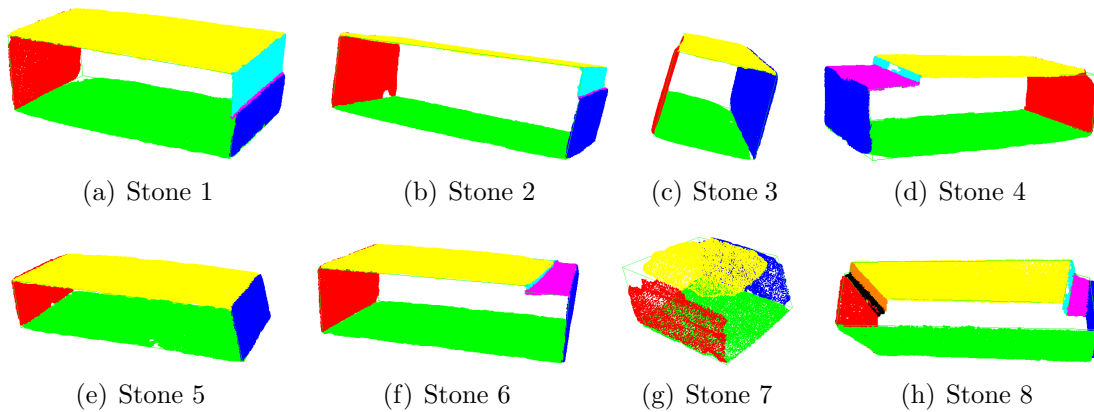 (a) Stone 1
(b) Stone 2
(c) Stone 3
(d) Stone 4
(e) Stone 5
(f) Stone 6
(g) Stone 7
(h) Stone 8